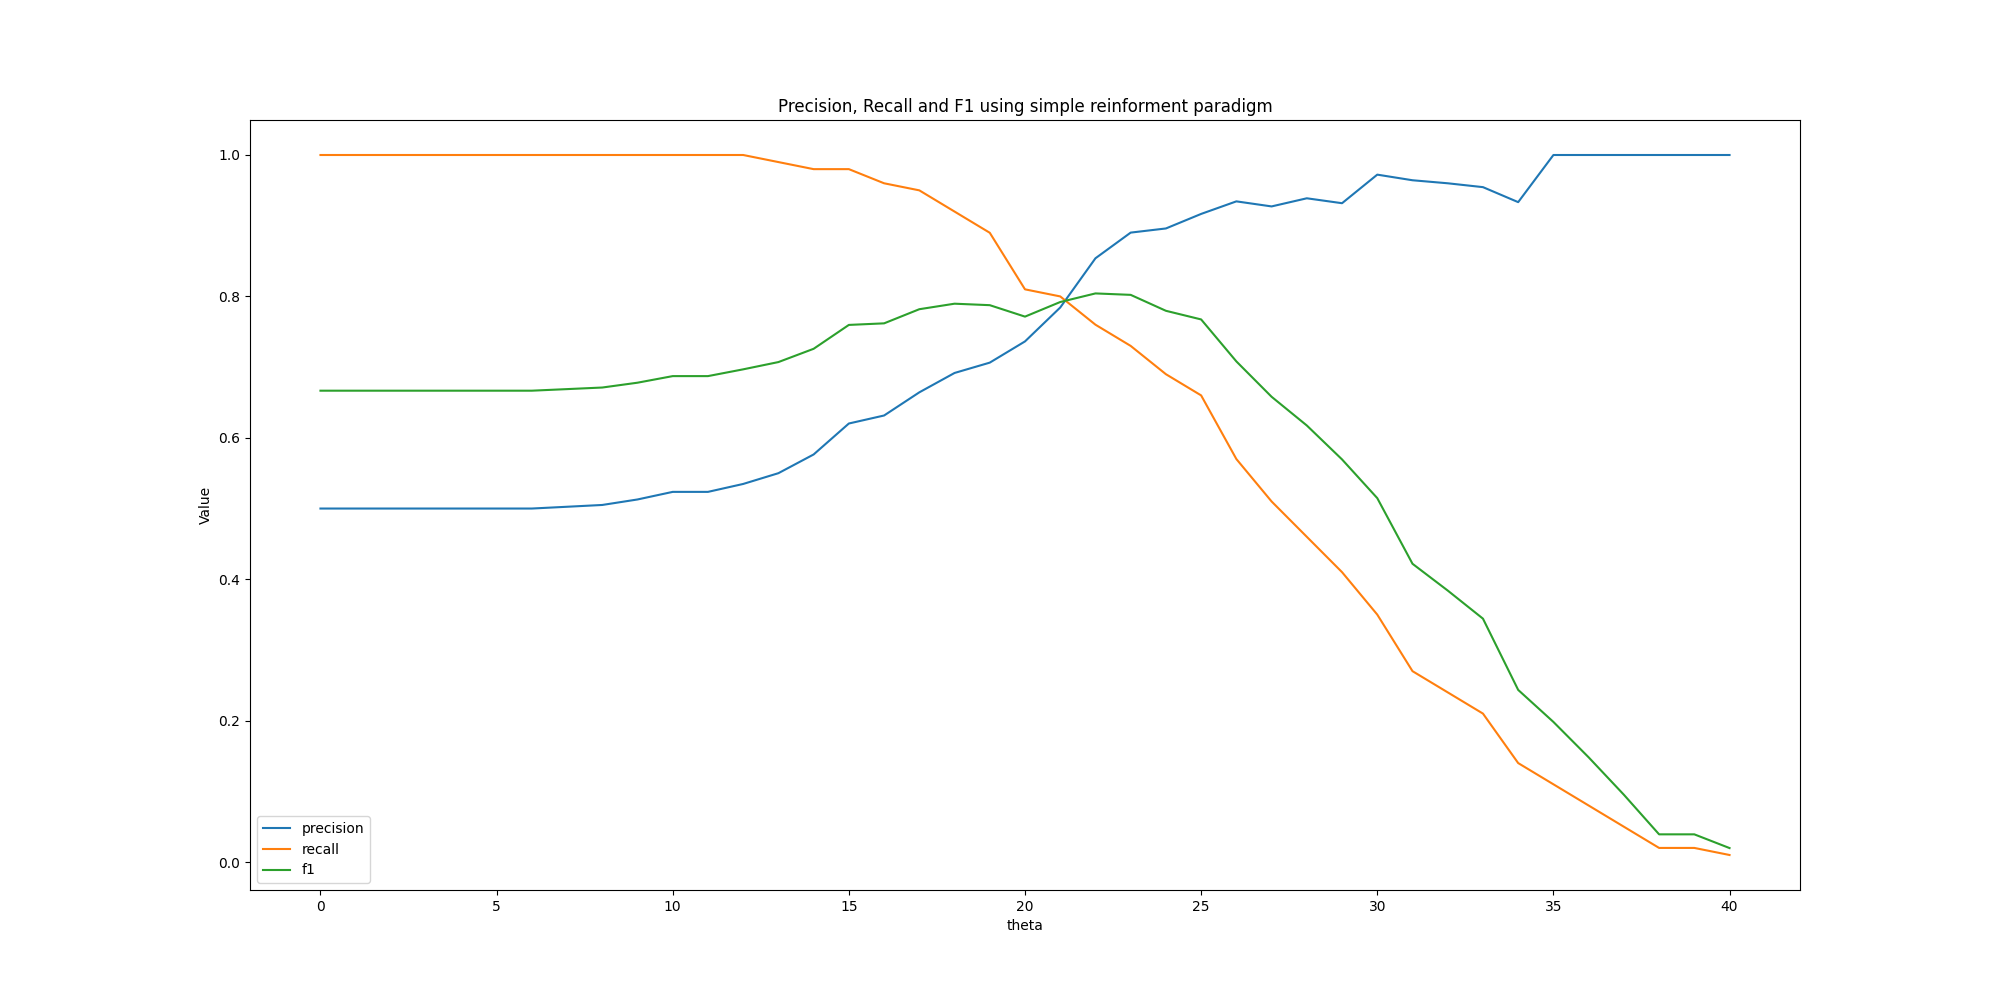 Precision, Recall and F1 using simple reinforment paradigm
1.0
0.8
0.6
0.4
0.2
0.0
Value
precision
recall
f1
0 5 10 15 20 25 30 35 40
theta